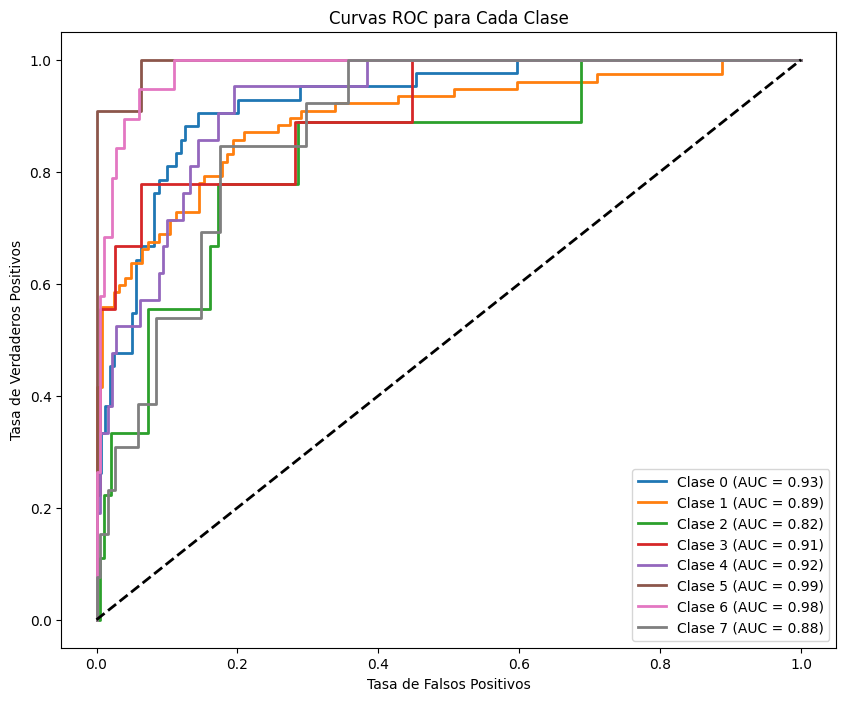 Curvas ROC para Cada Clase
Tasa de Verdaderos Positivos
1.0
0.8
0.6
0.4
0.2
0.0
Clase 0 (AUC = 0.93)
Clase 1 (AUC = 0.89)
Clase 2 (AUC = 0.82)
Clase 3 (AUC = 0.91)
Clase 4 (AUC = 0.92)
Clase 5 (AUC = 0.99)
Clase 6 (AUC = 0.98)
Clase 7 (AUC = 0.88)
0.0 0.2 0.4 0.6 0.8 1.0
Tasa de Falsos Positivos